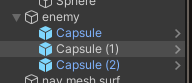 Sphere
enemy
Capsule
Capsule (1)
Capsule (2)
nav mesh surf